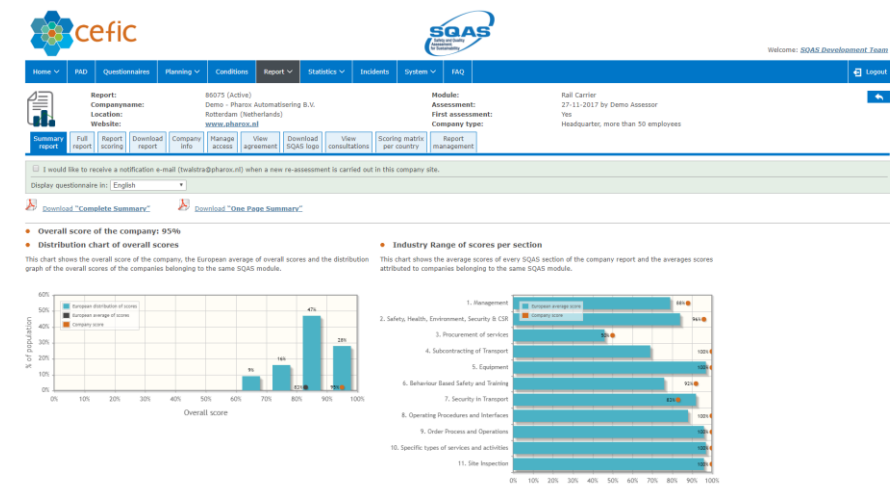 cefic
SQAS
Safety and Quality
Assessment
for Sustainability
Welcome: SQAS Development Team
Home PAD Questionnaires Planning Conditions Report Statistics Incidents System FAQ Logout
Report: 86075 (Active) Module: Rail Carrier
Companyname: Demo - Pharox Automatisering B.V. Assessment: 27-11-2017 by Demo Assessor
Location: Rotterdam (Netherlands) First assessment: Yes
Website: www.pharox.nl Company type: Headquarter, more than 50 employees
Summary report Full report Report scoring Download report Company info Manage access View agreement Download SQAS logo View consultations Scoring matrix per country Report management
I would like to receive a notification e-mail (twalstra@pharox.nl) when a new re-assessment is carried out in this company site.
Display questionnaire in: English
Download "Complete Summary" Download "One Page Summary"
Overall score of the company: 95%
Distribution chart of overall scores
This chart shows the overall score of the company, the European average of overall scores and the distribution
graph of the overall scores of the companies belonging to the same SQAS module.
60%
50%
40%
30%
20%
10%
0%
% of population
European distribution of scores
European average of scores
Company score
9%
16%
47%
28%
0% 10% 20% 30% 40% 50% 60% 70% 80% 90% 100%
Overall score
Industry Range of scores per section
This chart shows the average scores of every SQAS section of the company report and the averages scores
attributed to companies belonging to the same SQAS module.
European average score
Company score
1. Management
2. Safety, Health, Environment, Security & CSR 96%
3. Procurement of services
4. Subcontracting of Transport 100%
5. Equipment 100%
6. Behaviour Based Safety and Training 92%
7. Security in Transport
8. Operating Procedures and Interfaces 100%
9. Order Process and Operations 100%
10. Specific types of services and activities 100%
11. Site Inspection 100%
0% 10% 20% 30% 40% 50% 60% 70% 80% 90% 100%